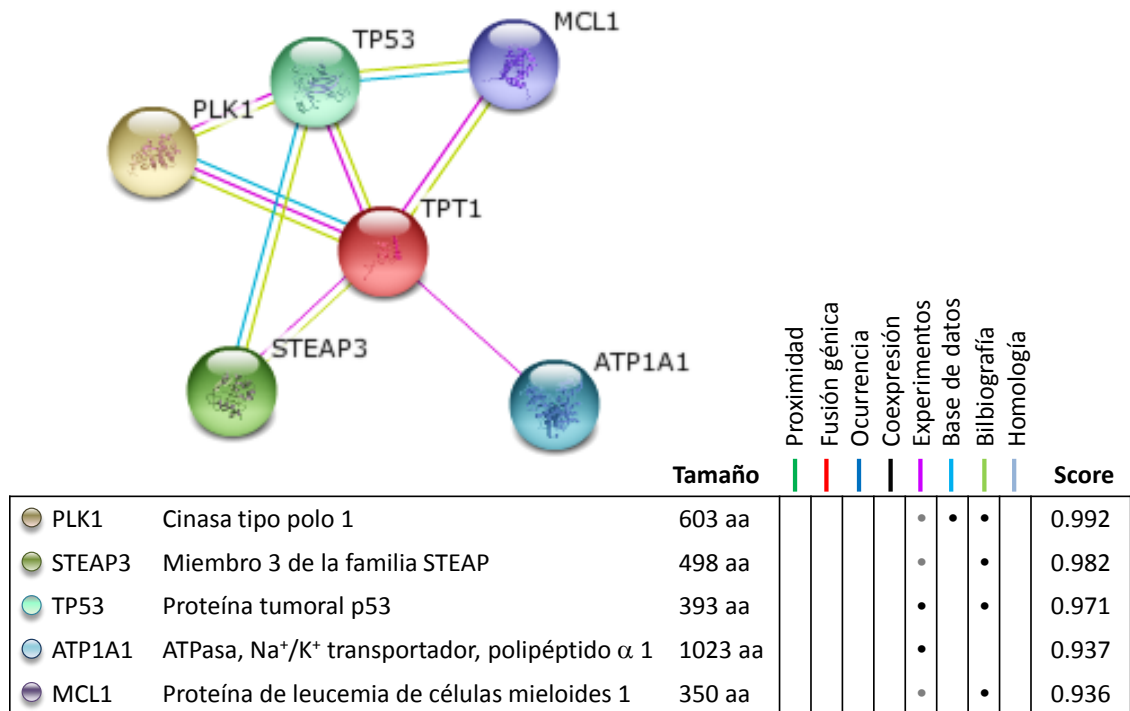 MCL1
TP53
PLK1
TPT1
STEAP3
ATP1A1
Tamaño Proximidad Fusión génica Ocurrencia Coexpresión Experimentos Base de datos Bilbiografía Homología Score
PLK1 Cinasa tipo polo 1 603 aa • • • 0.992
STEAP3 Miembro 3 de la familia STEAP 498 aa • • 0.982
TP53 Proteína tumoral p53 393 aa • • 0.971
ATP1A1 ATPasa, Na⁺/K⁺ transportador, polipéptido α 1 1023 aa • 0.937
MCL1 Proteína de leucemia de células mieloides 1 350 aa • • 0.936